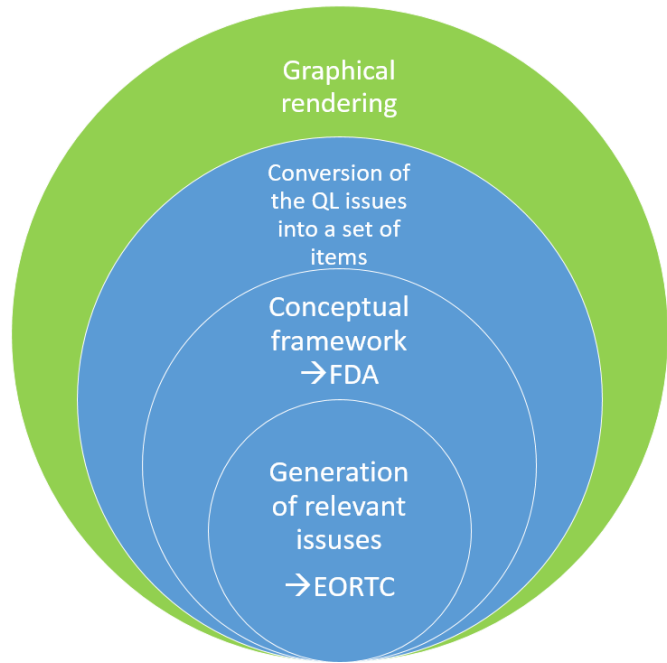 Graphical
rendering
Conversion of
the QL issues
into a set of
items
Conceptual
framework
→FDA
Generation
of relevant
issuses
→EORTC